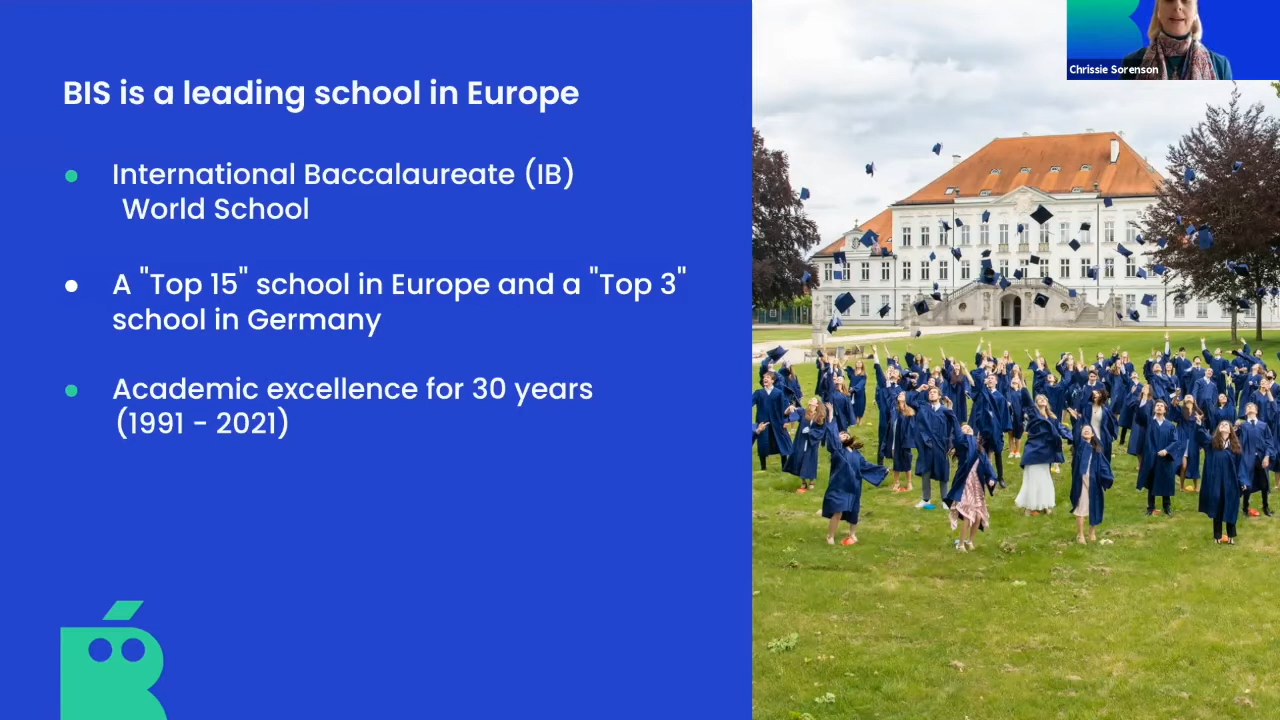 BIS is a leading school in Europe
International Baccalaureate (IB)
World School
A "Top 15" school in Europe and a "Top 3"
school in Germany
Academic excellence for 30 years
(1991 - 2021)
Chrissie Sorenson